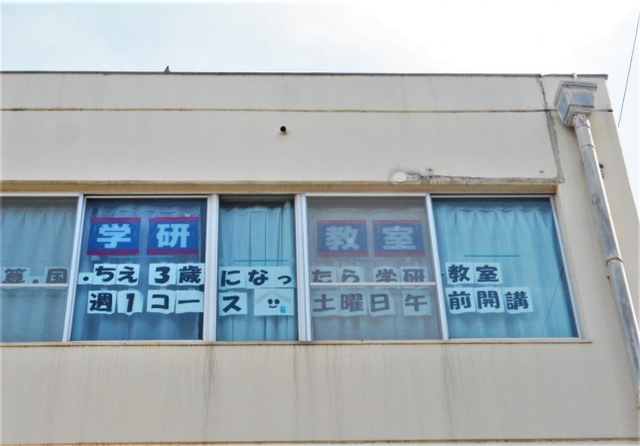 学研教室
算.国.ちえ3歳になったら学研教室
週1コース土曜日午前開講